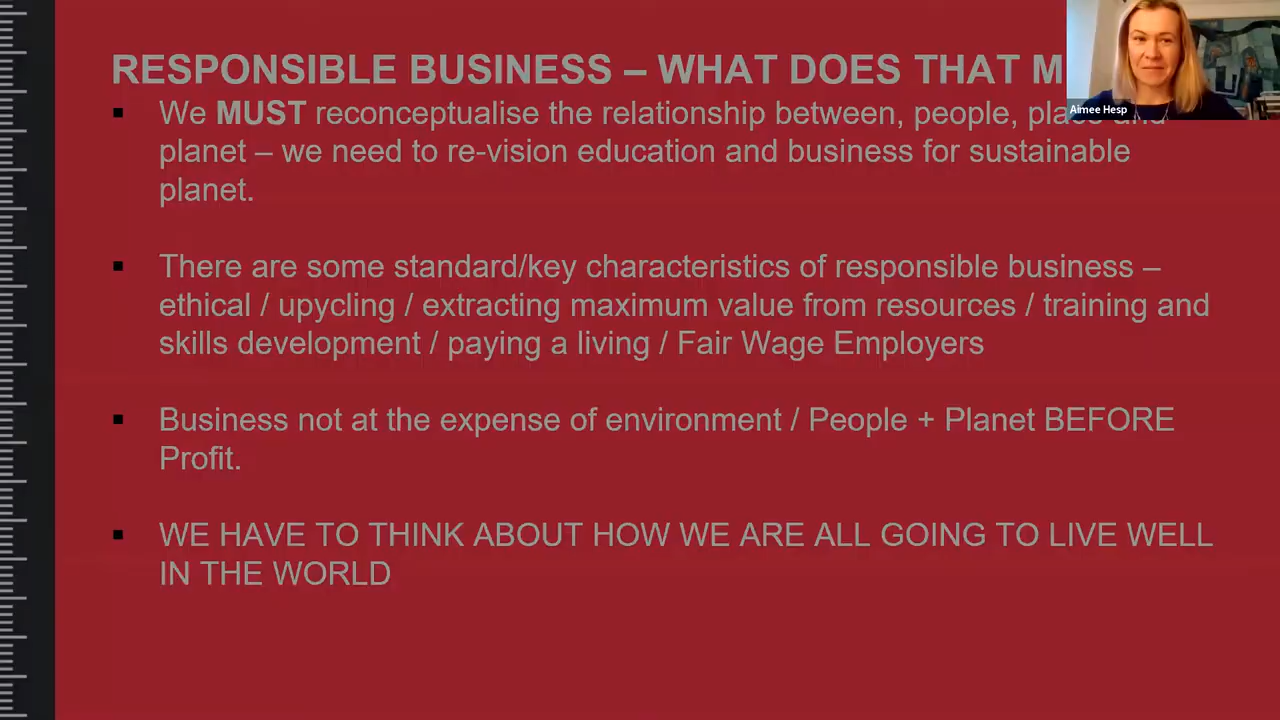 RESPONSIBLE BUSINESS – WHAT DOES THAT M
We MUST reconceptualise the relationship between, people, place and
planet – we need to re-vision education and business for sustainable
planet.
There are some standard/key characteristics of responsible business –
ethical / upycling / extracting maximum value from resources / training and
skills development / paying a living / Fair Wage Employers
Business not at the expense of environment / People + Planet BEFORE
Profit.
WE HAVE TO THINK ABOUT HOW WE ARE ALL GOING TO LIVE WELL
IN THE WORLD
Aimee Hesp